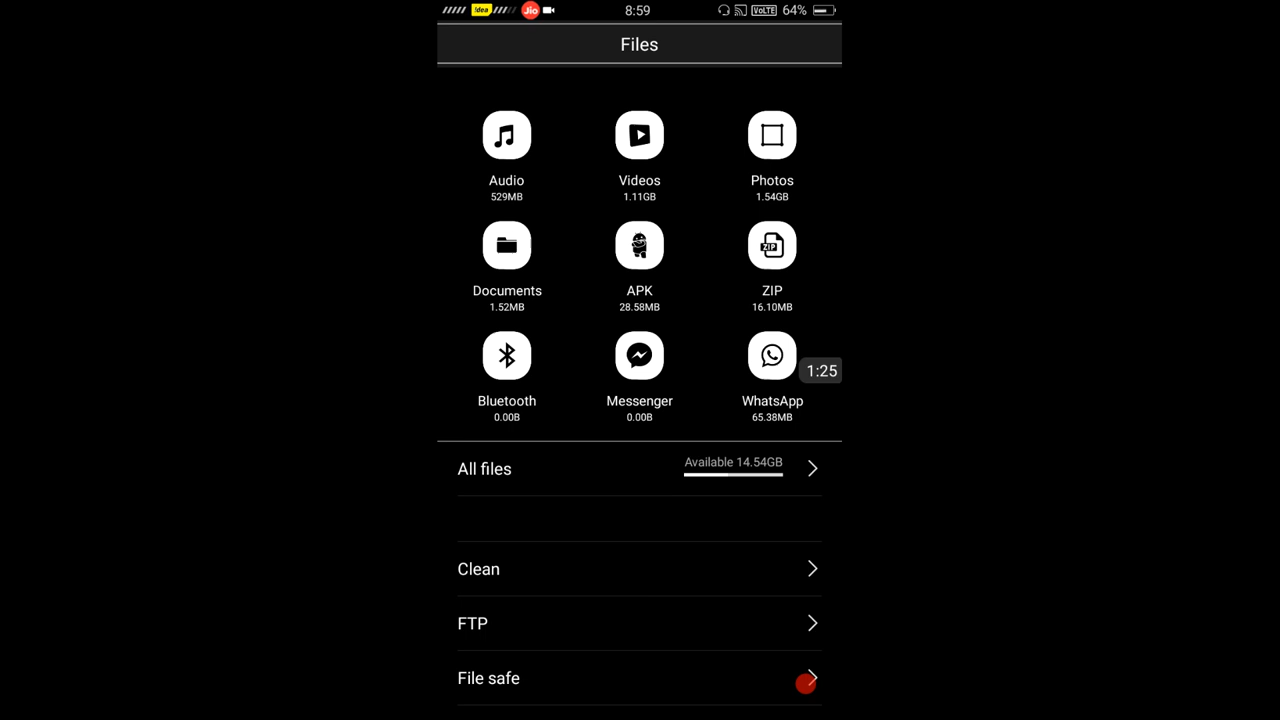 !dea Jio 8:59 VoLTE 64%
Files
Audio Videos Photos
529MB 1.11GB 1.54GB
ZIP
Documents APK ZIP
1.52MB 28.58MB 16.10MB
1:25
Bluetooth Messenger WhatsApp
0.00B 0.00B 65.38MB
All files Available 14.54GB
Clean
FTP
File safe